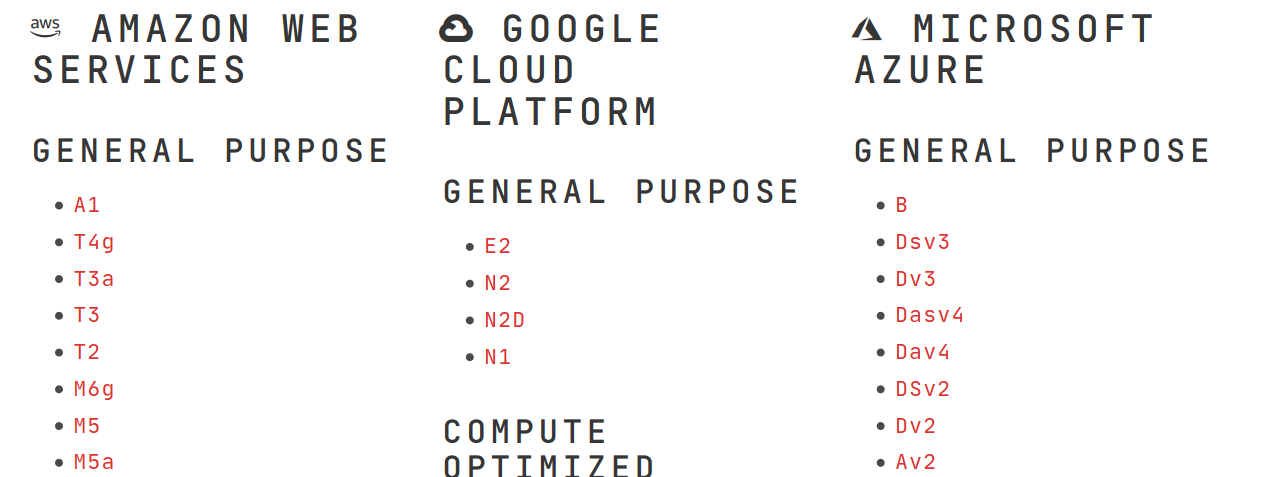 aws AMAZON WEB
SERVICES
GENERAL PURPOSE
A1
T4g
T3a
T3
T2
M6g
M5
M5a
GOOGLE
CLOUD
PLATFORM
GENERAL PURPOSE
E2
N2
N2D
N1
COMPUTE
OPTIMIZED
MICROSOFT
AZURE
GENERAL PURPOSE
B
Dsv3
Dv3
Dasv4
Dav4
DSv2
Dv2
Av2